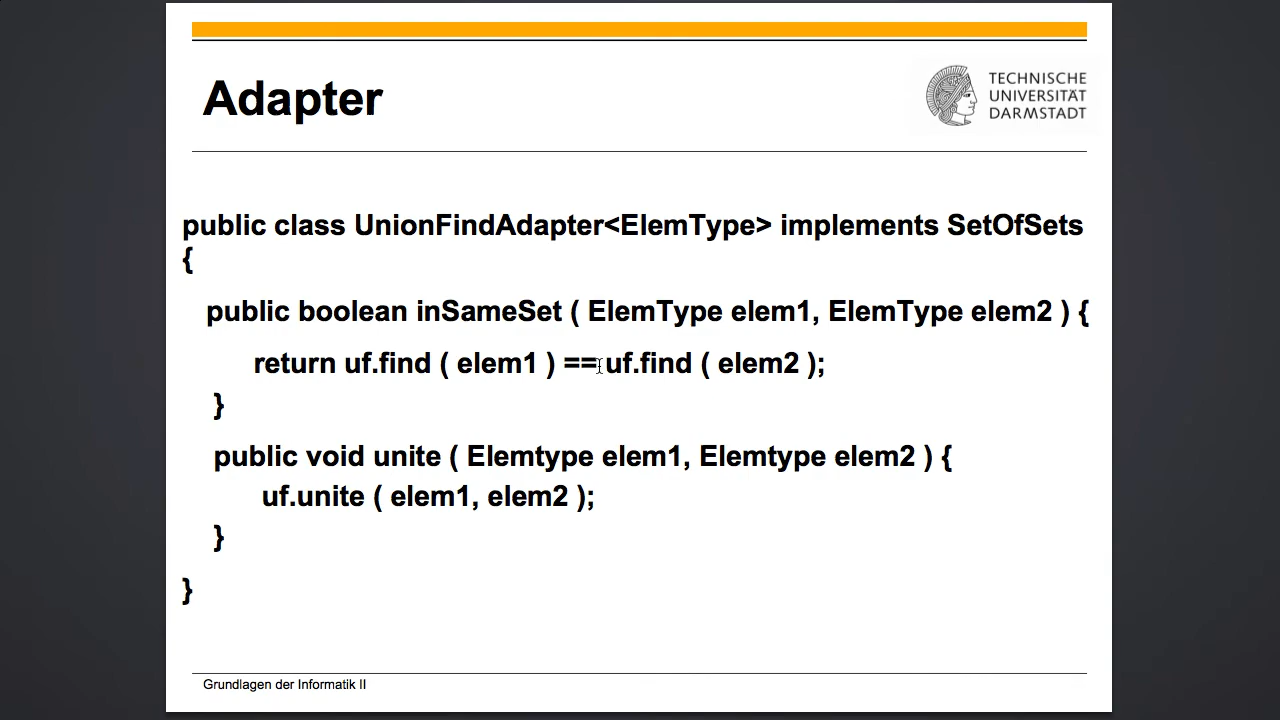 Adapter
TECHNISCHE
UNIVERSITÄT
DARMSTADT
public class UnionFindAdapter<ElemType> implements SetOfSets
{
public boolean inSameSet ( ElemType elem1, ElemType elem2 ) {
return uf.find ( elem1 ) == uf.find ( elem2 );
}
public void unite ( Elemtype elem1, Elemtype elem2 ) {
uf.unite ( elem1, elem2 );
}
}
Grundlagen der Informatik II